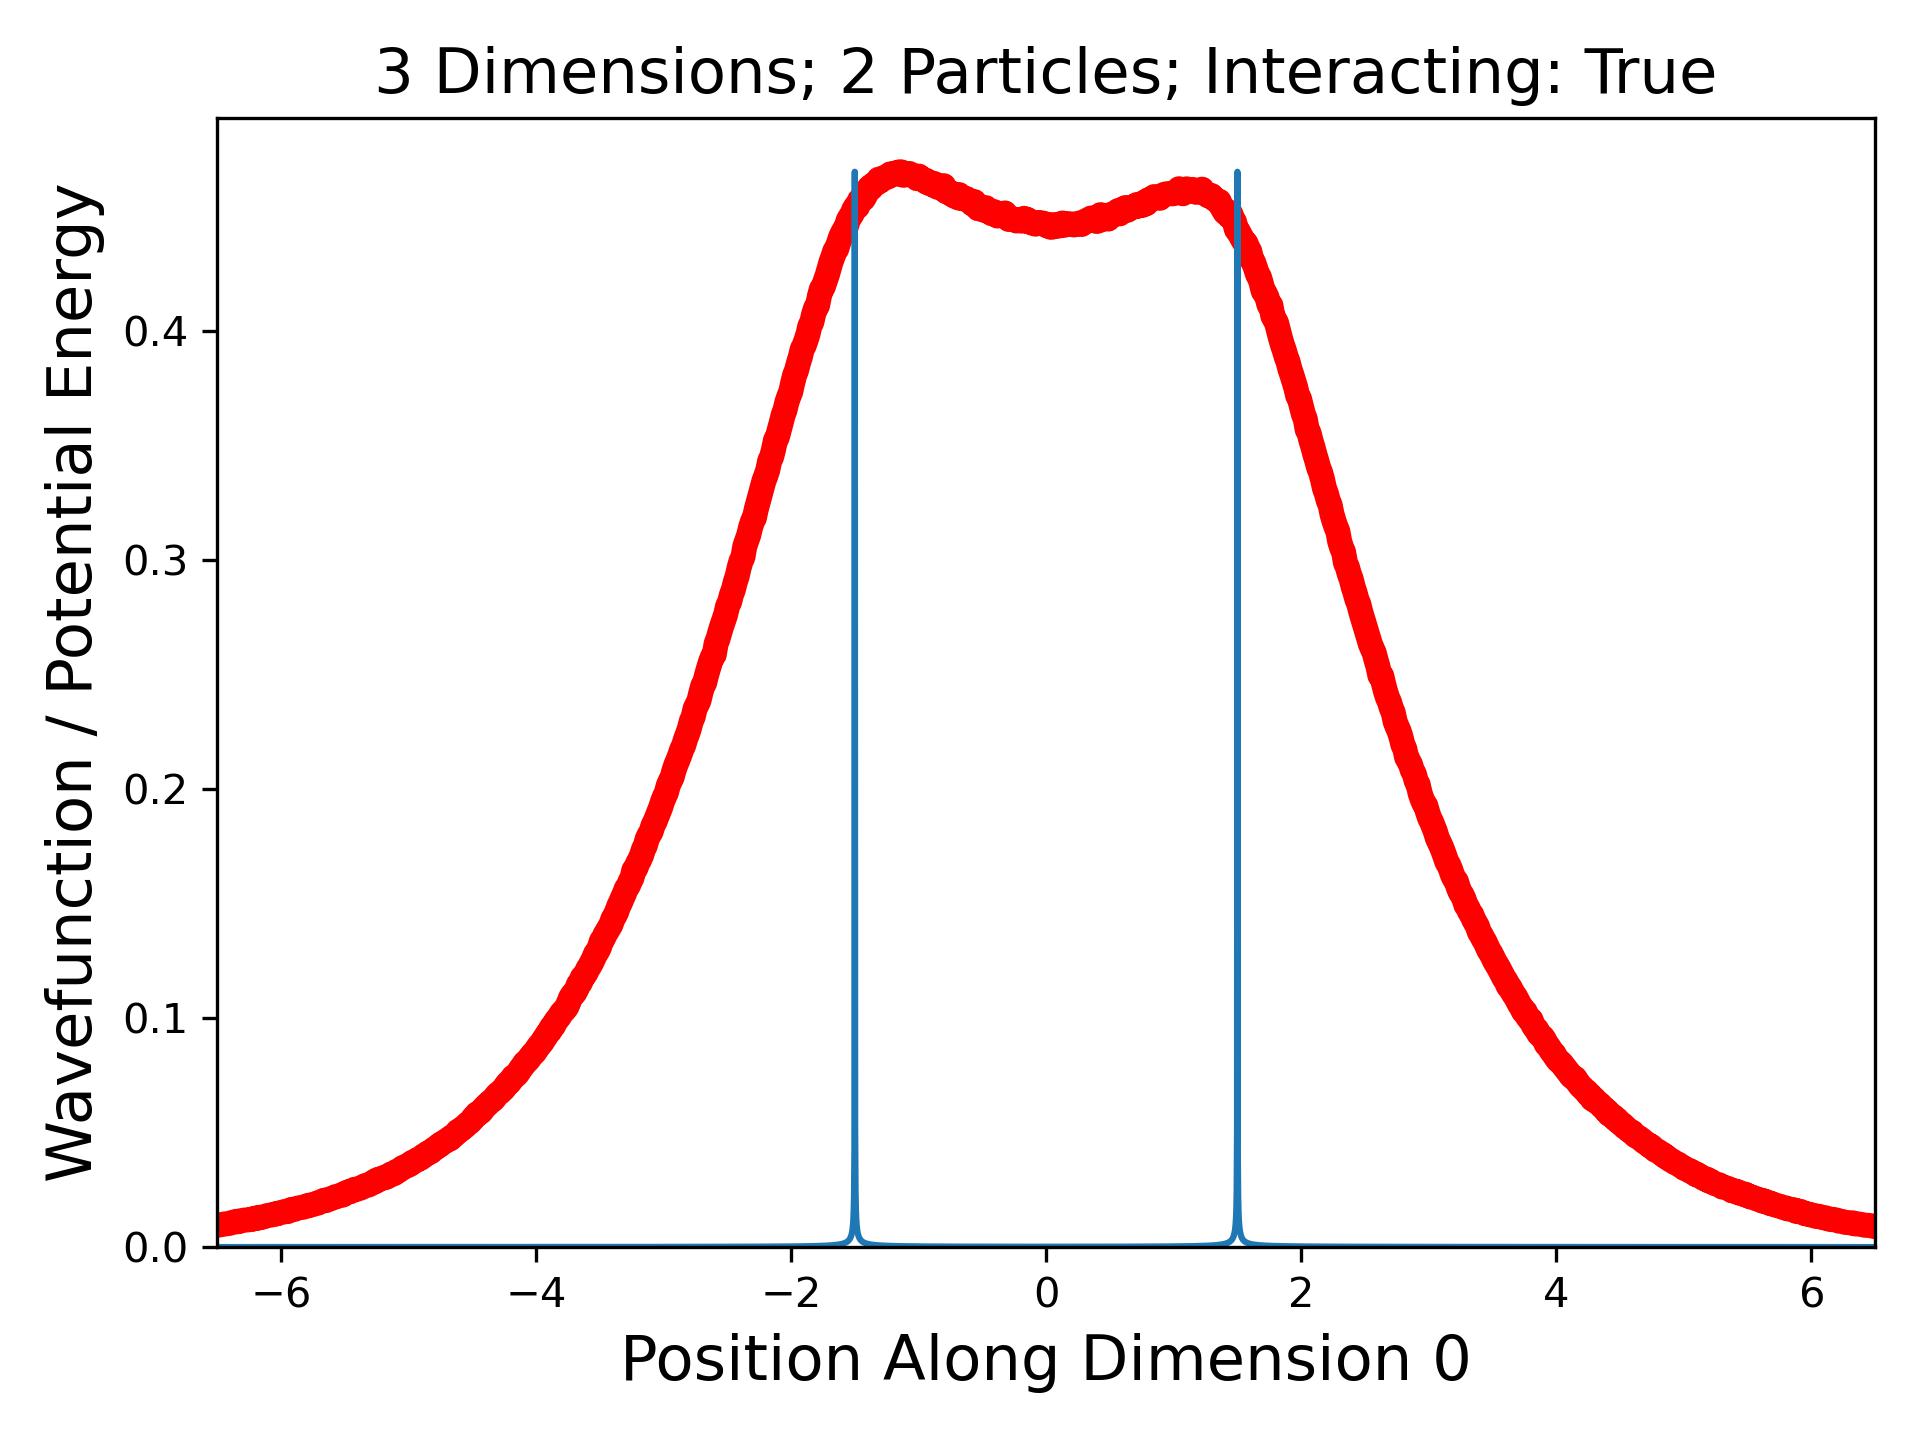 3 Dimensions; 2 Particles; Interacting: True
Wavefunction / Potential Energy
0.4
0.3
0.2
0.1
0.0
−6 −4 −2 0 2 4 6
Position Along Dimension 0